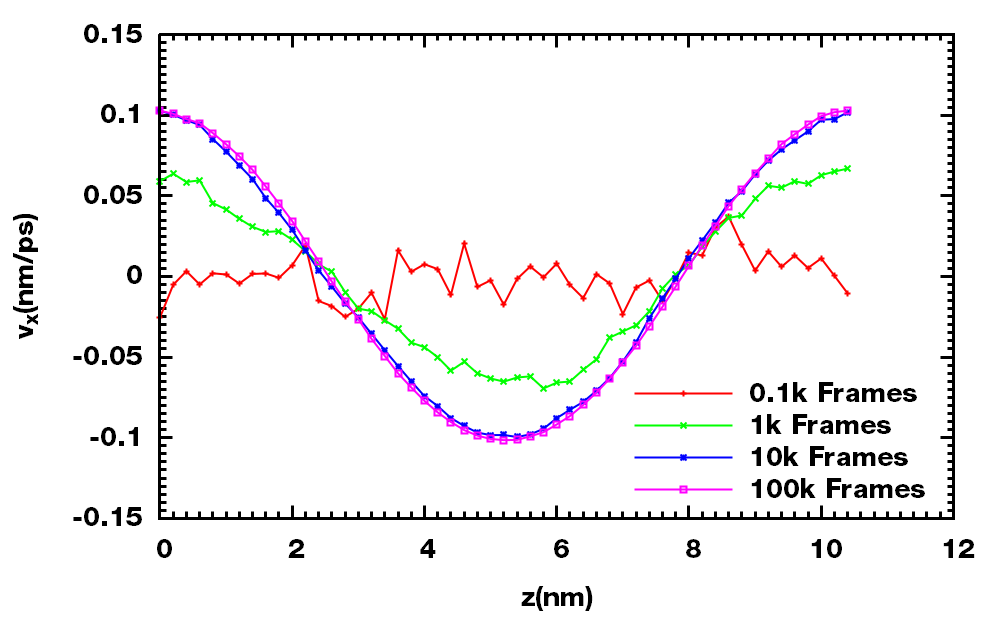 0.15
0.1
0.05
0
-0.05
-0.1
-0.15
vx(nm/ps)
0 2 4 6 8 10 12
z(nm)
0.1k Frames
1k Frames
10k Frames
100k Frames